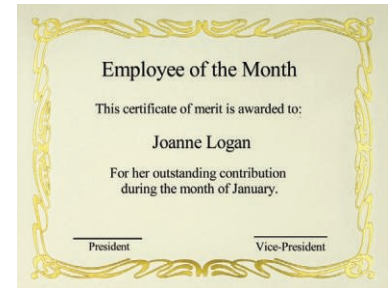 Employee of the Month
This certificate of merit is awarded to:
Joanne Logan
For her outstanding contribution
during the month of January.
President Vice-President